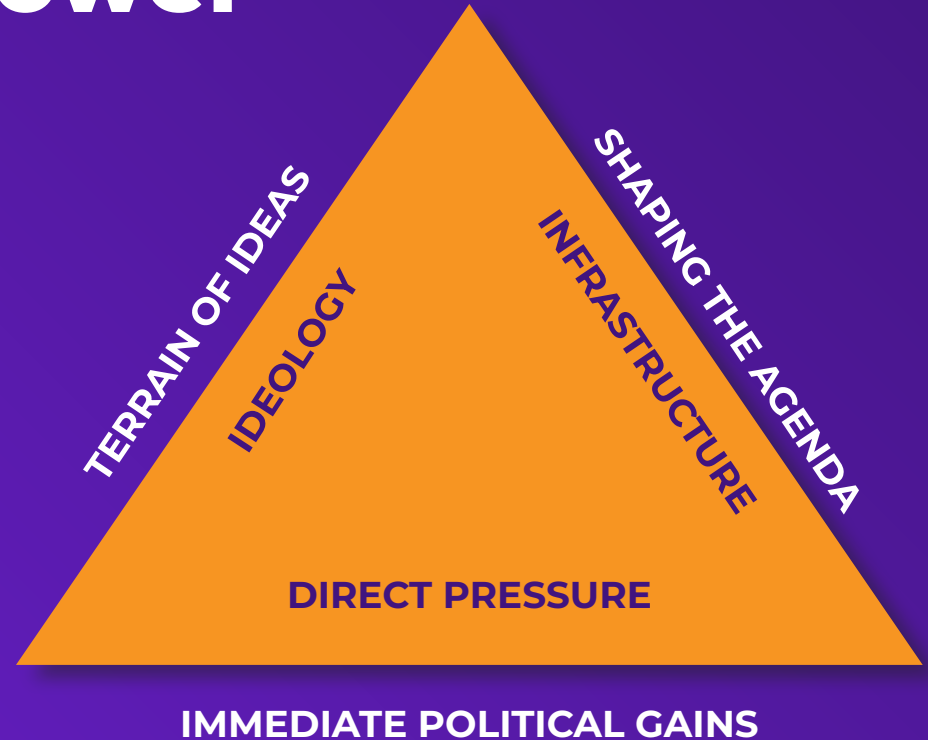 TERRAIN OF IDEAS
IDEOLOGY
SHAPING THE AGENDA
INFRASTRUCTURE
DIRECT PRESSURE
IMMEDIATE POLITICAL GAINS